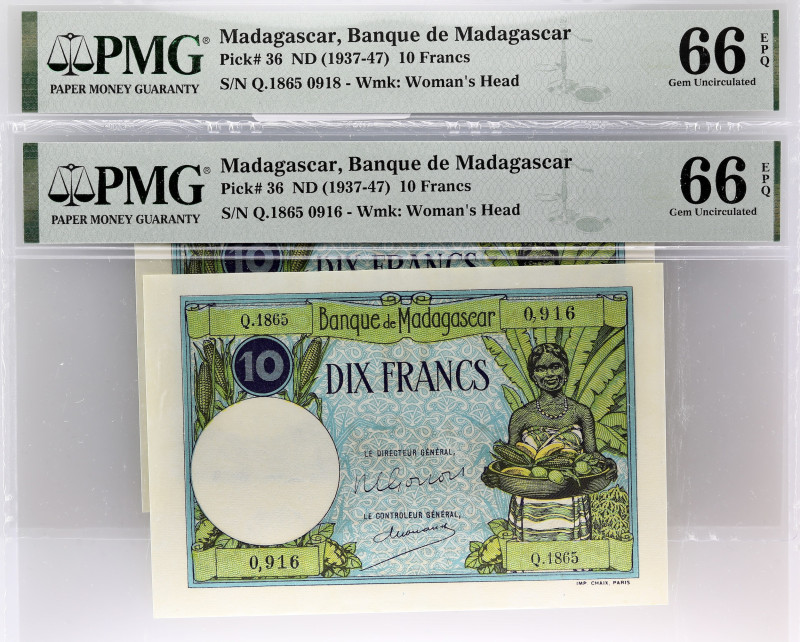 PMG®
PAPER MONEY GUARANTY
Madagascar, Banque de Madagascar
Pick# 36 ND (1937-47) 10 Francs
S/N Q.1865 0918 - Wmk: Woman's Head
66 EPQ
Gem Uncirculated
PMG®
PAPER MONEY GUARANTY
Madagascar, Banque de Madagascar
Pick# 36 ND (1937-47) 10 Francs
S/N Q.1865 0916 - Wmk: Woman's Head
66 EPQ
Gem Uncirculated
10 DIX FRANCS
Q.1865 Banque de Madagascar 0,916
10
DIX FRANCS
LE DIRECTEUR GÉNÉRAL,
LE CONTROLEUR GÉNÉRAL,
0,916 Q.1865
IMP. CHAIX, PARIS